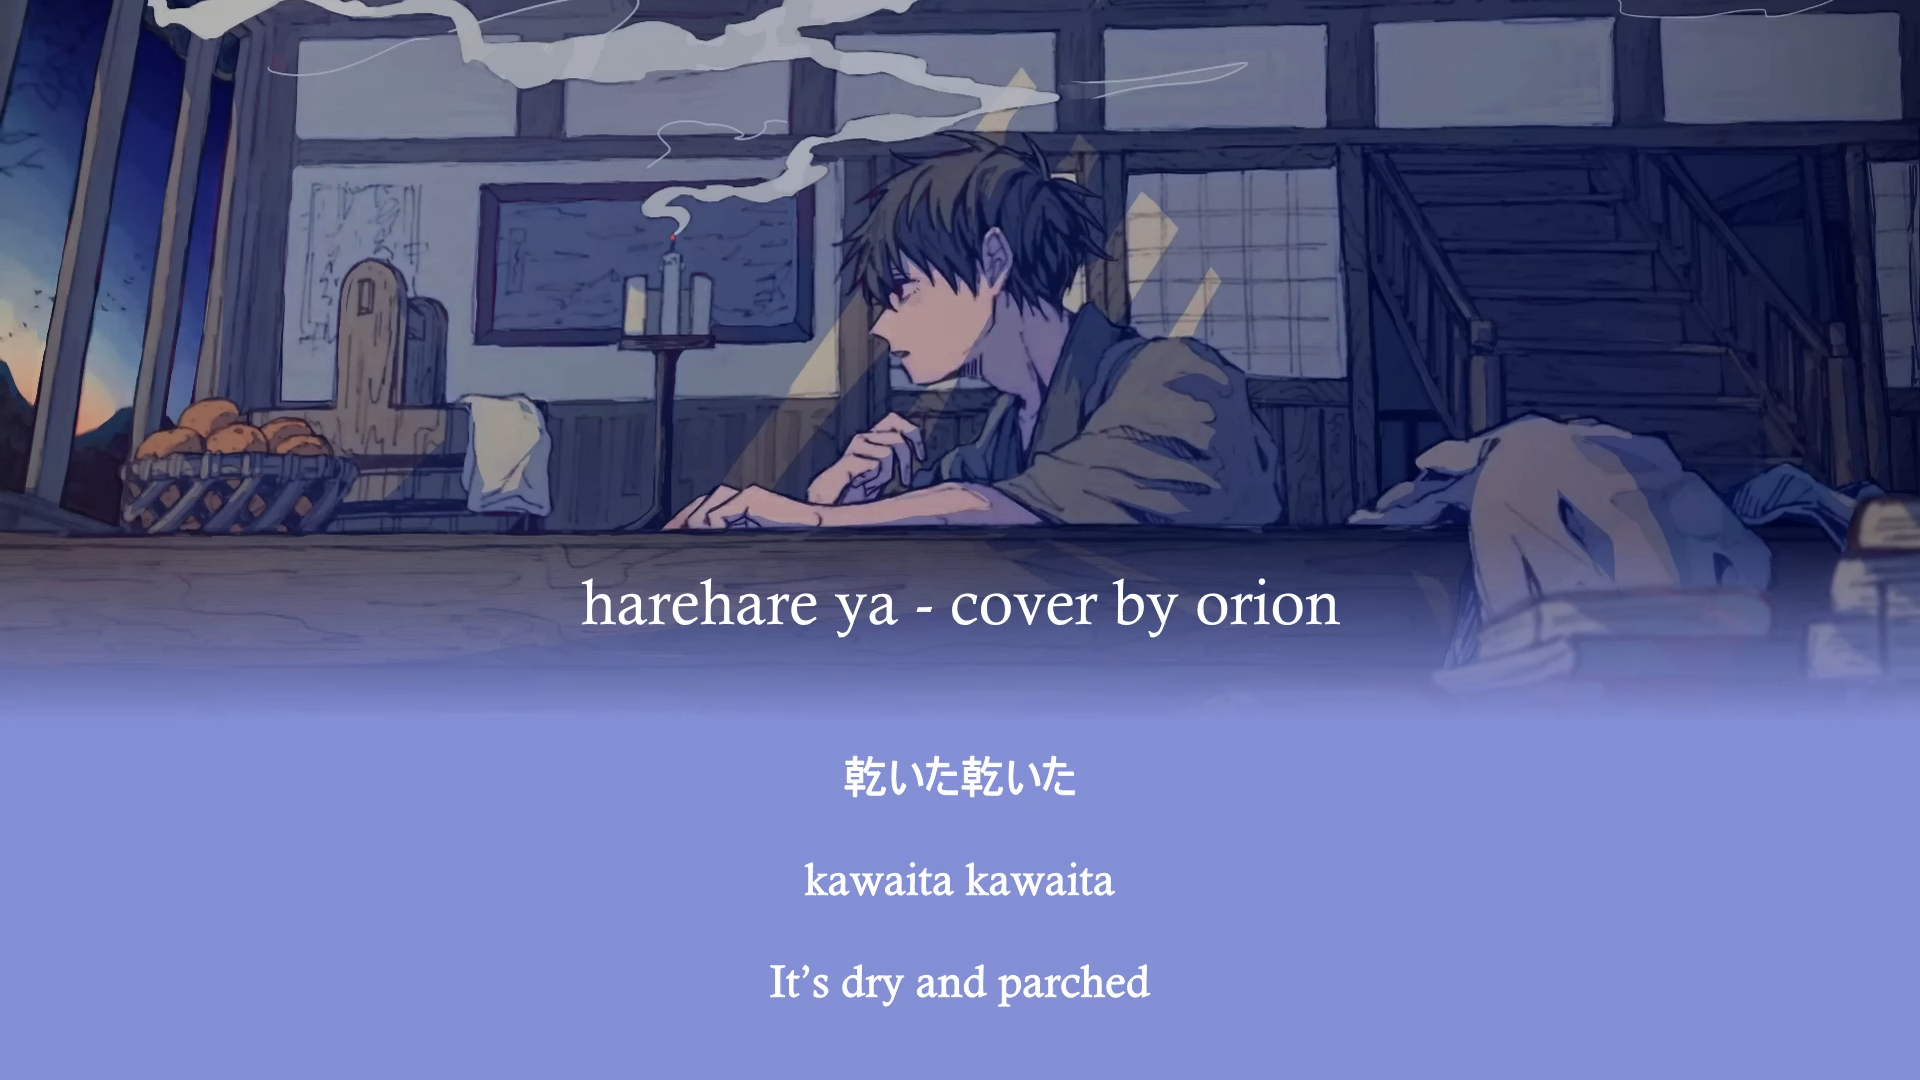 harehare ya - cover by orion
乾いた乾いた
kawaita kawaita
It’s dry and parched